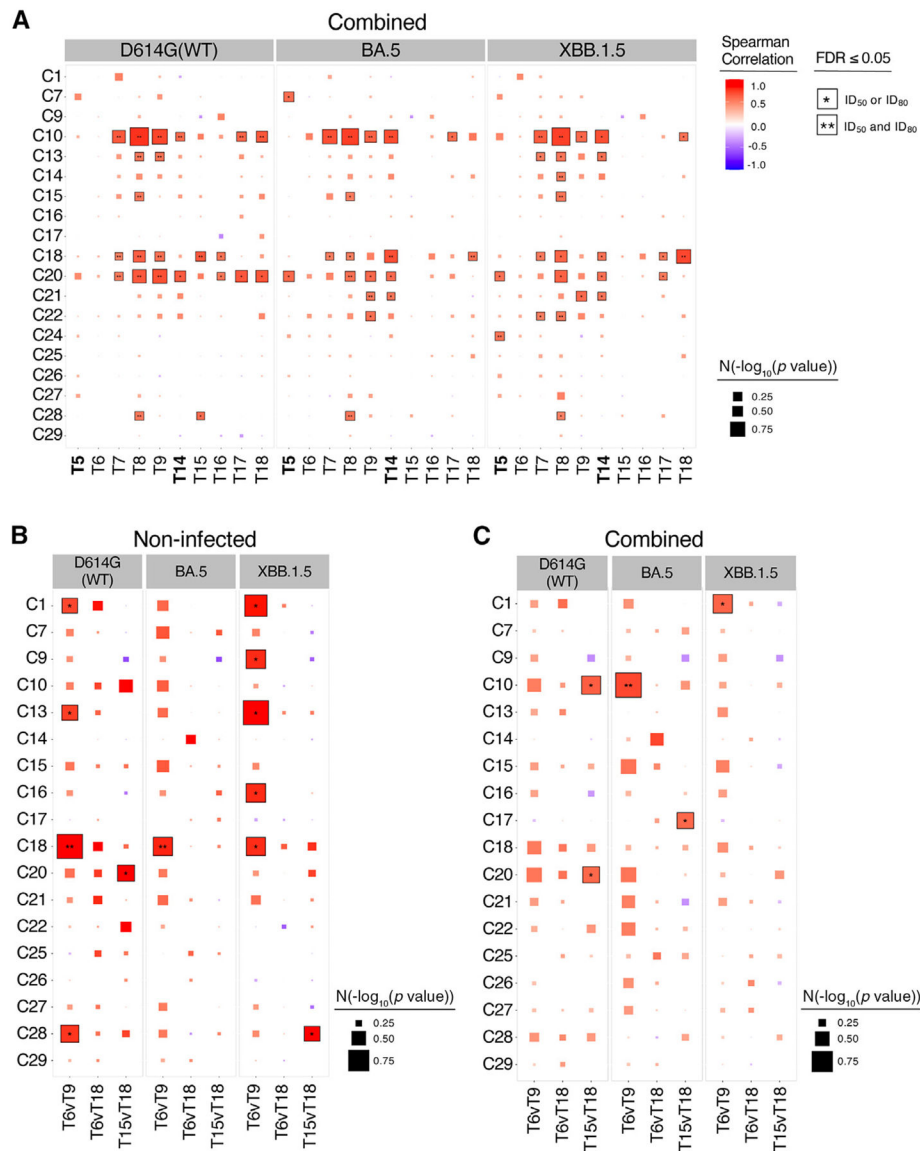 A
Combined
D614G(WT) BA.5 XBB.1.5
C1
C7
C9
C10
C13
C14
C15
C16
C17
C18
C20
C21
C22
C24
C25
C26
C27
C28
C29
T5 T6 T7 T8 T9 T14 T15 T16 T17 T18 T5 T6 T7 T8 T9 T14 T15 T16 T17 T18 T5 T6 T7 T8 T9 T14 T15 T16 T17 T18
Spearman
Correlation
1.0
0.5
0.0
-0.5
-1.0
FDR ≤ 0.05
* ID50 or ID80
** ID50 and ID80
N(-log10(p value))
0.25
0.50
0.75
B
Non-infected
D614G
(WT)
BA.5 XBB.1.5
C1
C7
C9
C10
C13
C14
C15
C16
C17
C18
C20
C21
C22
C25
C26
C27
C28
C29
T6vT9 T6vT18 T15vT18 T6vT9 T6vT18 T15vT18 T6vT9 T6vT18 T15vT18
N(-log10(p value))
0.25
0.50
0.75
C
Combined
D614G
(WT)
BA.5 XBB.1.5
C1
C7
C9
C10
C13
C14
C15
C16
C17
C18
C20
C21
C22
C25
C26
C27
C28
C29
T6vT9 T6vT18 T15vT18 T6vT9 T6vT18 T15vT18 T6vT9 T6vT18 T15vT18
N(-log10(p value))
0.25
0.50
0.75